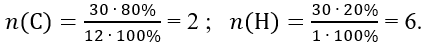 n(C) = 30 · 80% / 12 · 100% = 2 ; n(H) = 30 · 20% / 1 · 100% = 6.